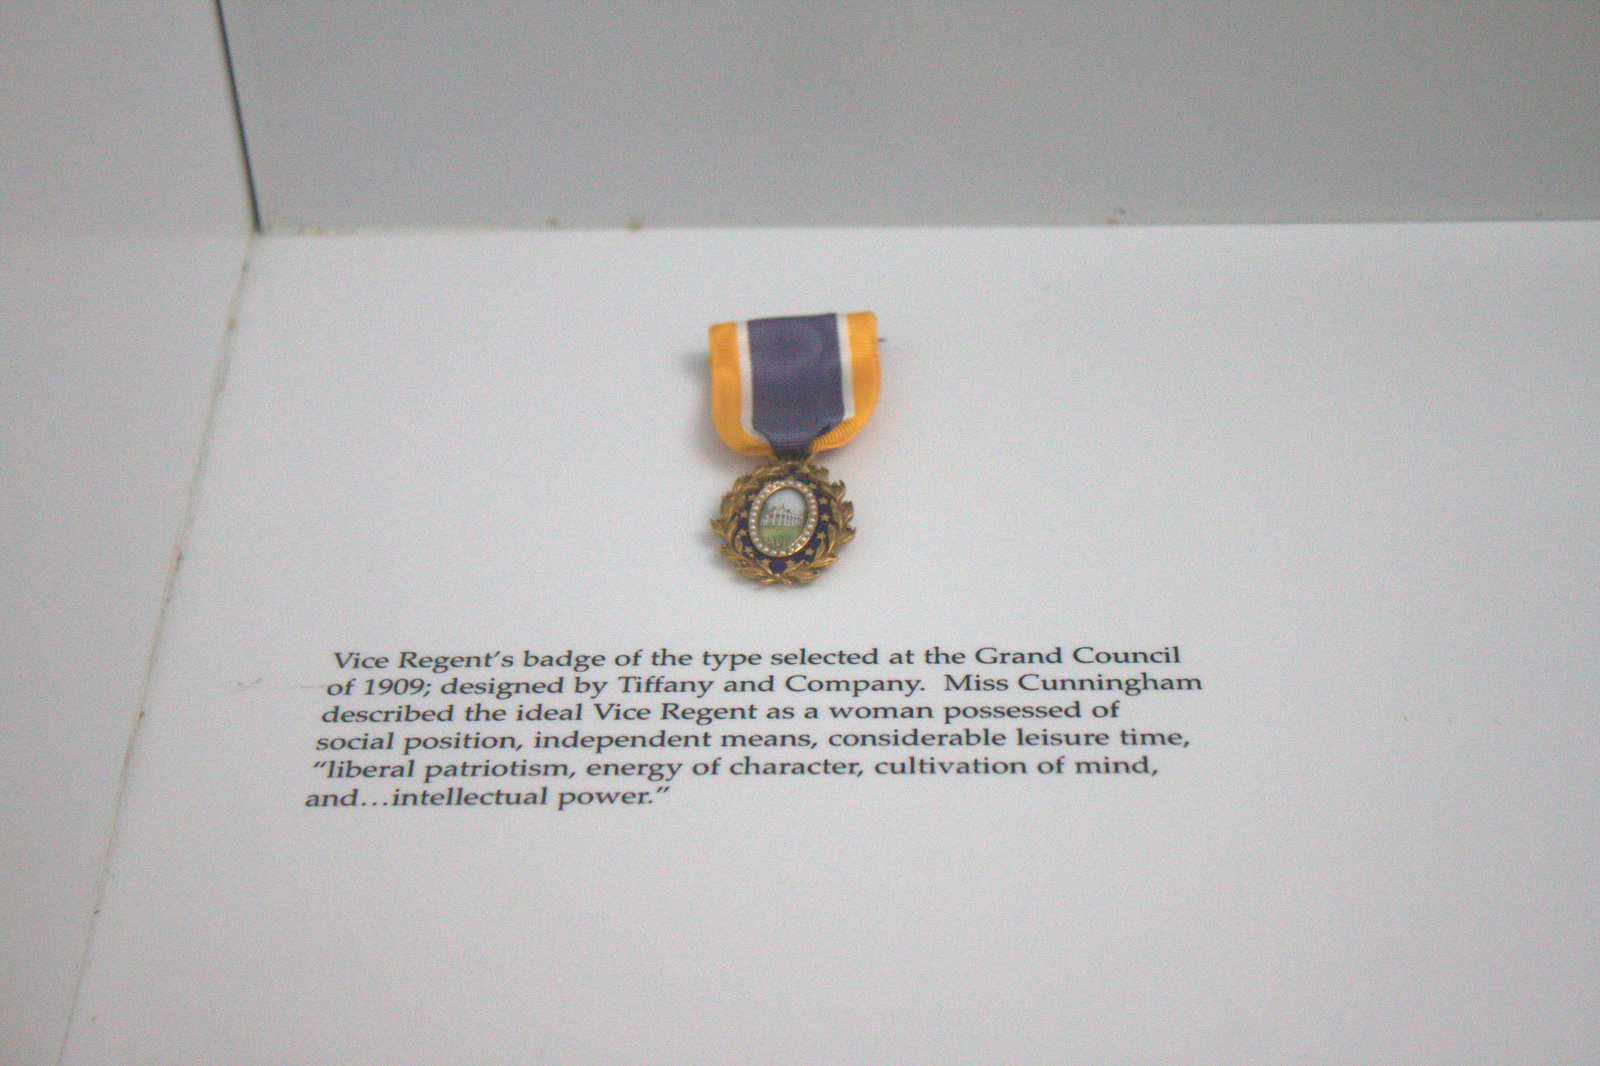 Vice Regent's badge of the type selected at the Grand Council
of 1909; designed by Tiffany and Company.  Miss Cunningham
described the ideal Vice Regent as a woman possessed of
social position, independent means, considerable leisure time,
“liberal patriotism, energy of character, cultivation of mind,
and…intellectual power.”